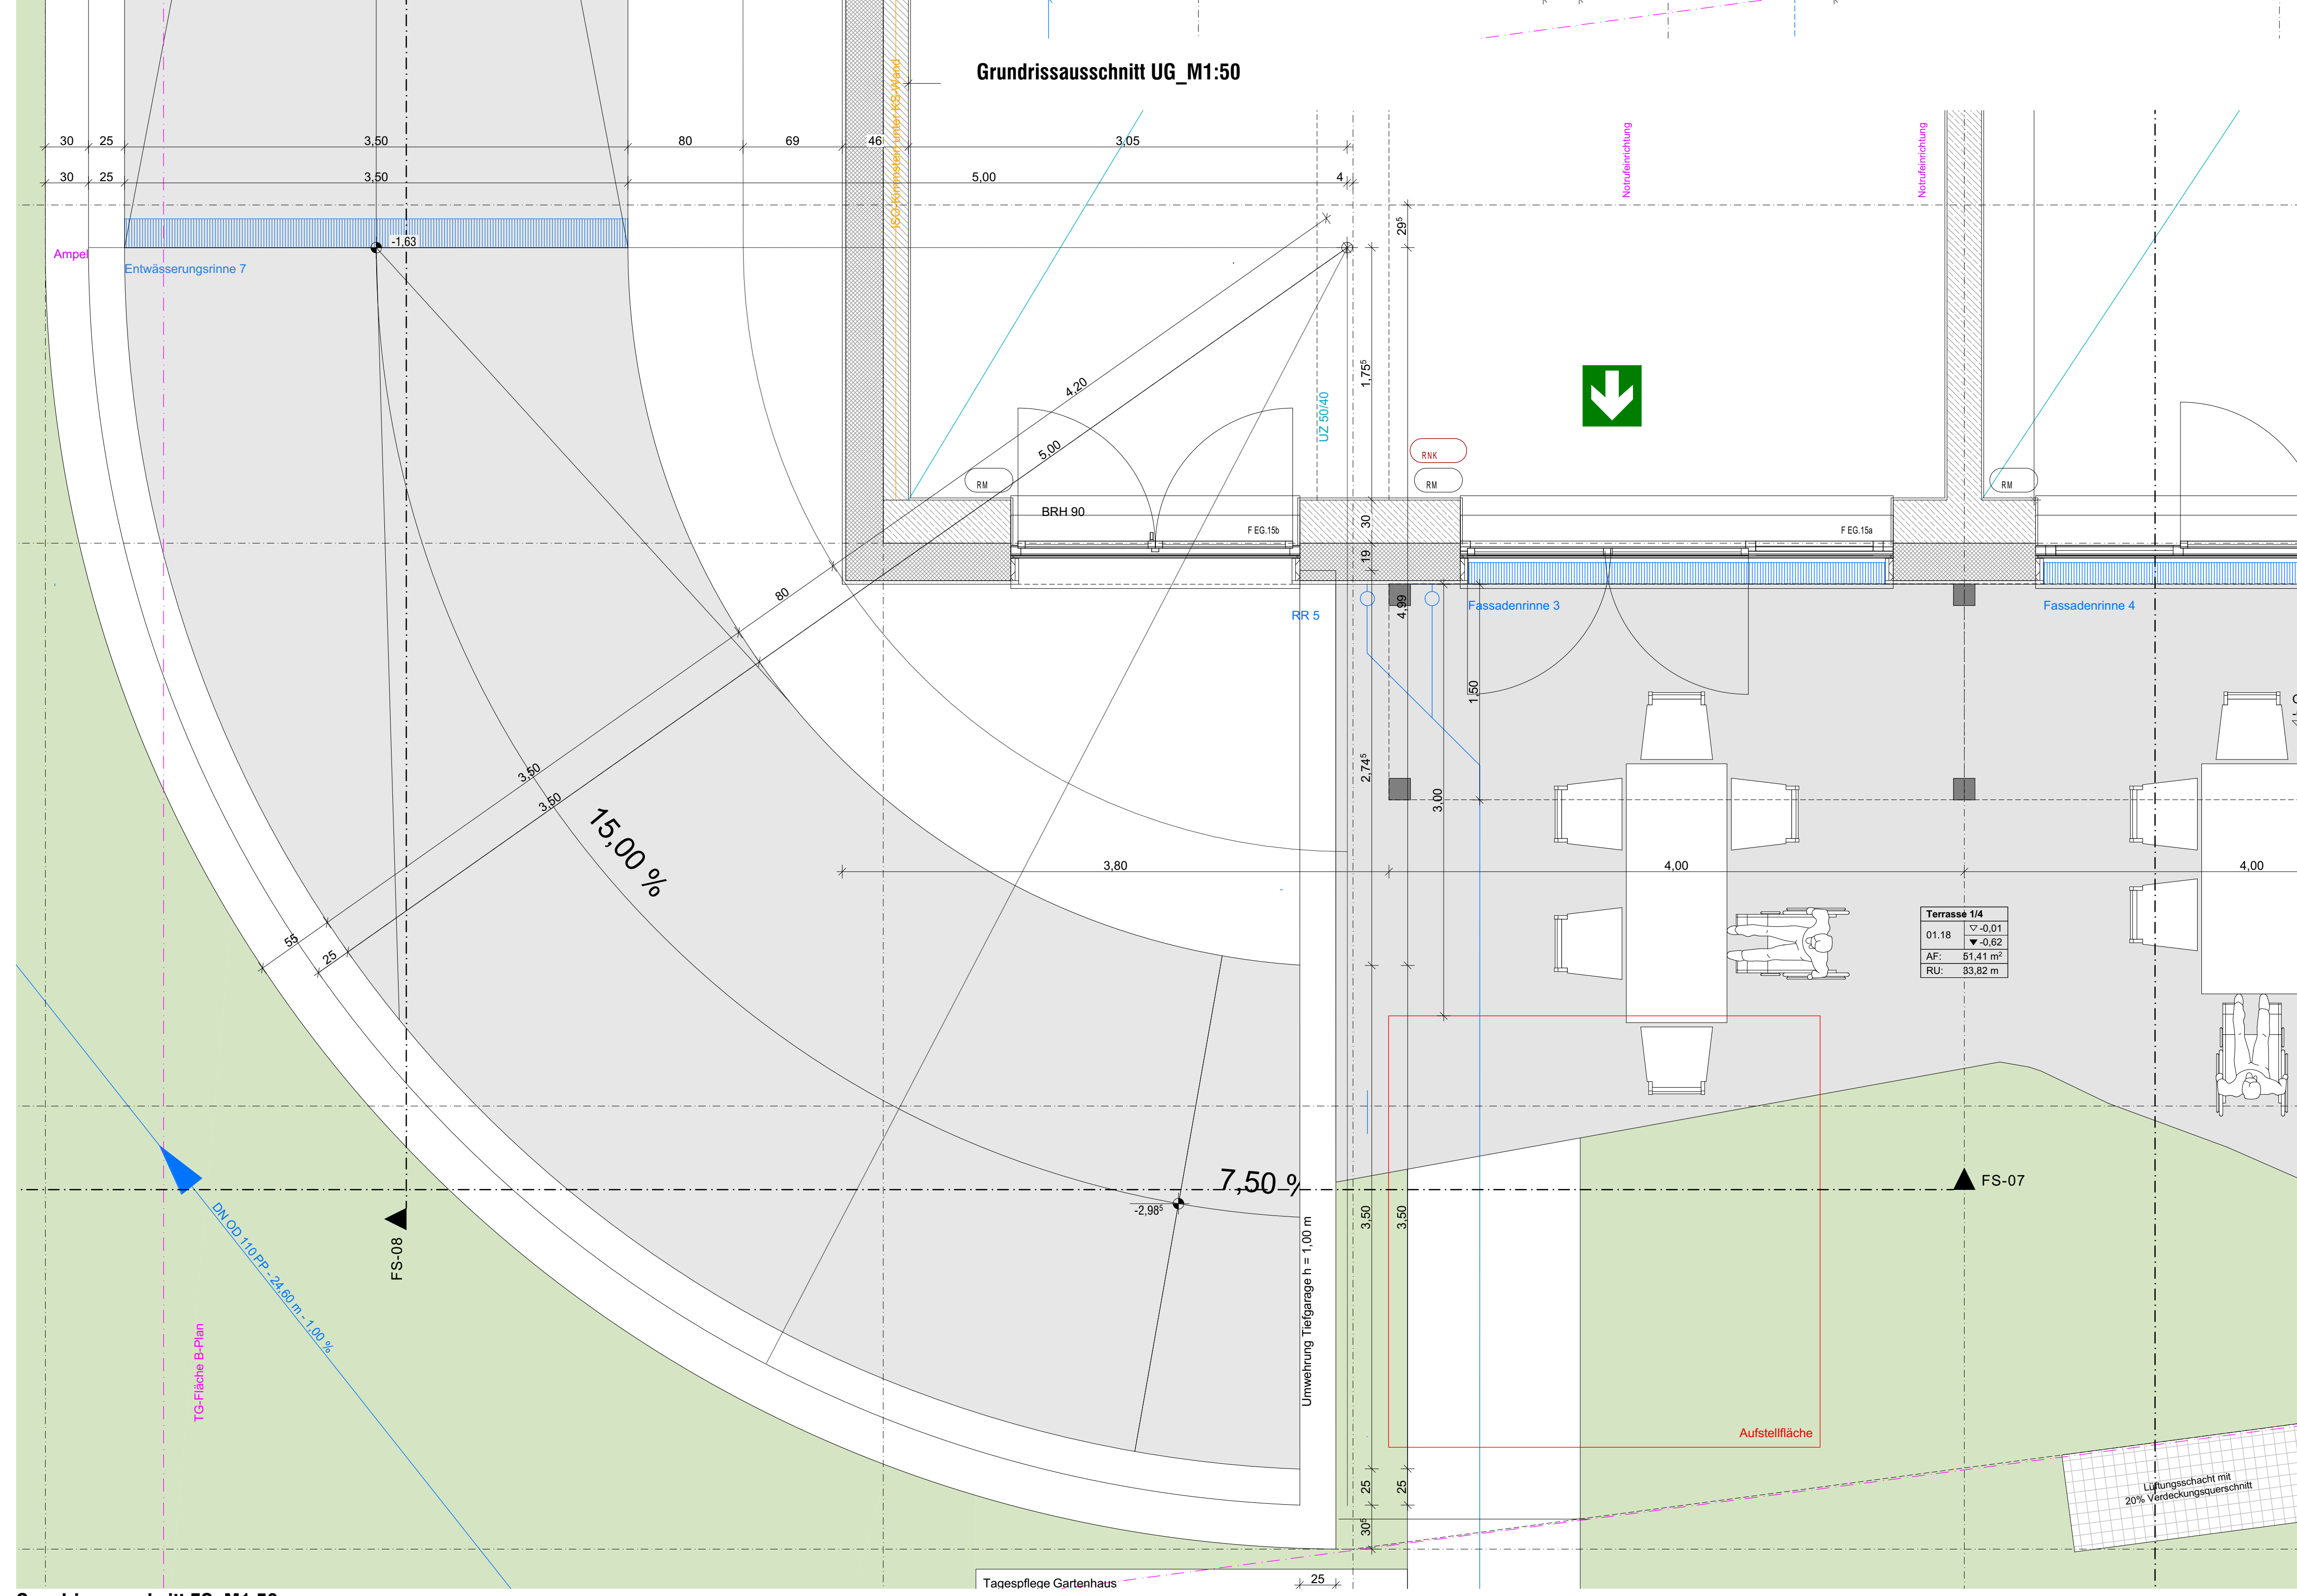 Grundrissausschnitt UG_M1:50
ISO-Kimmstein unter KS-Wand
Notrufeinrichtung
Notrufeinrichtung
30
25
3,50
80
69
46
3,05
30
25
3,50
5,00
4
29⁵
-1,63
Ampel
Entwässerungsrinne 7
1,75⁵
4,20
5,00
UZ 50/40
RNK
RM
RM
RM
BRH 90
F EG.15b
F EG.15a
30
19
80
RR 5
4,99
Fassadenrinne 3
Fassadenrinne 4
1,50
3,50
3,50
2,74⁵
3,00
15,00 %
3,80
4,00
4,00
Terrasse 1/4
01.18
▽ -0,01
▼ -0,62
AF: 51,41 m²
RU: 33,82 m
55
25
7,50 %
-2,98⁵
FS-07
FS-08
3,50
3,50
DN OD 110 PP - 24,60 m - 1,00 %
Umwehrung Tiefgarage h = 1,00 m
TG-Fläche B-Plan
Aufstellfläche
Lüftungsschacht mit
20% Verdeckungsquerschnitt
25
25
30⁵
Tagespflege Gartenhaus
25